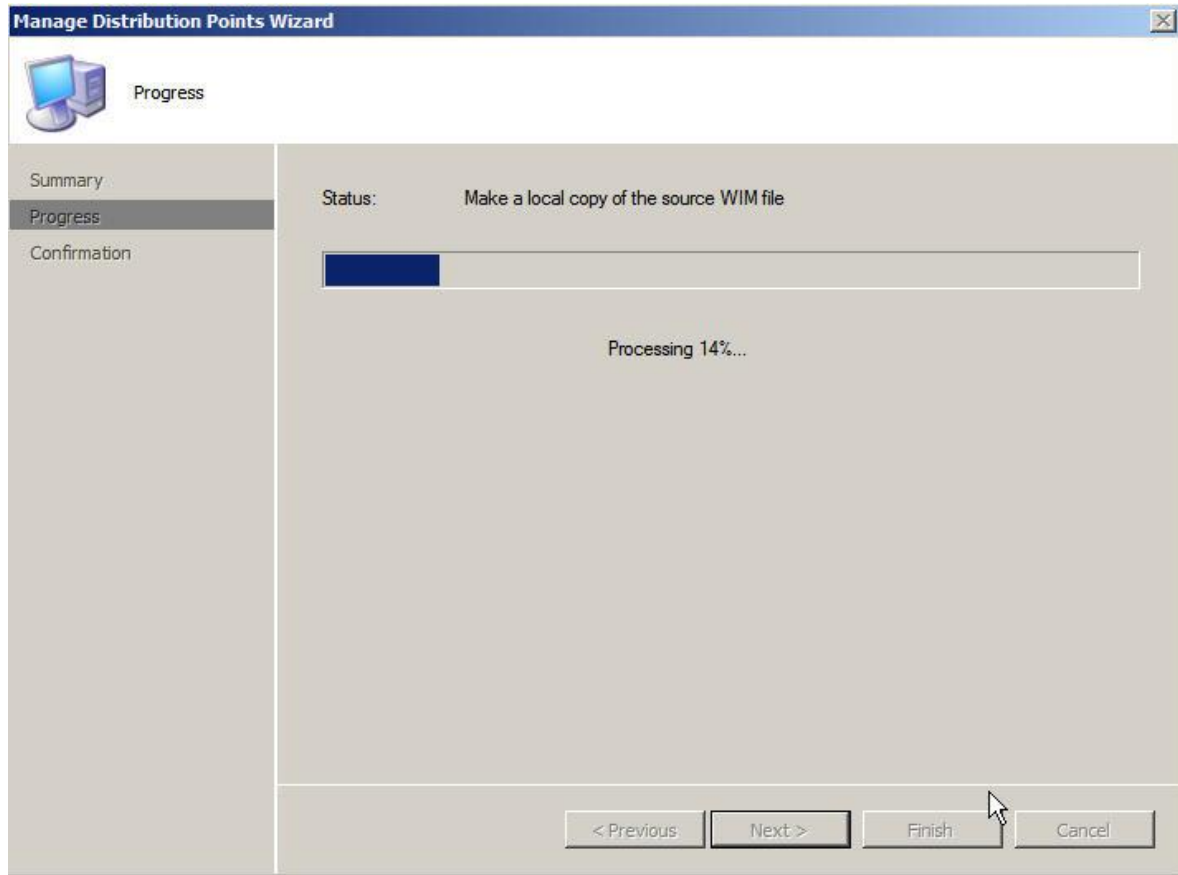 Manage Distribution Points Wizard
Progress
Summary
Progress
Confirmation
Status: Make a local copy of the source WIM file
Processing 14%...
< Previous Next > Finish Cancel